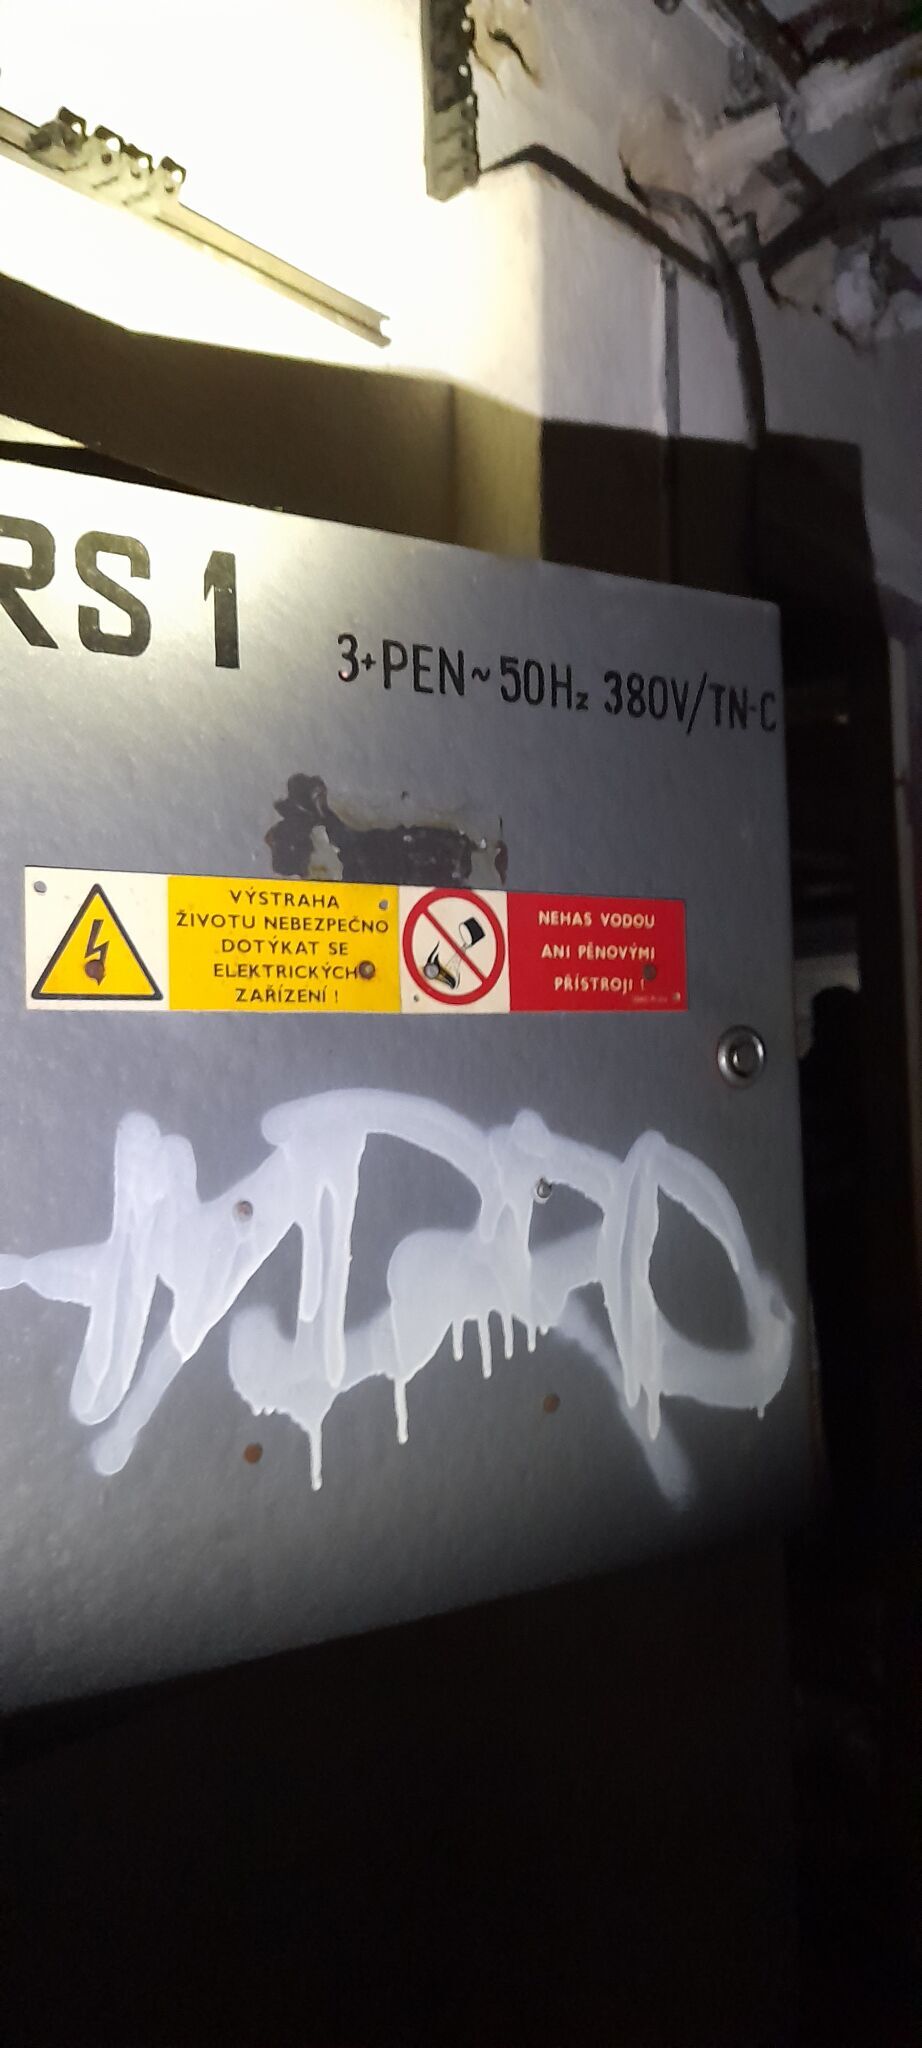 RS 1
3+PEN~50Hz 380V/TN-C
VÝSTRAHA
ŽIVOTU NEBEZPEČNO
DOTÝKAT SE
ELEKTRICKÝCH
ZAŘÍZENÍ !
NEHAS VODOU
ANI PĚNOVÝMI
PŘÍSTROJI !